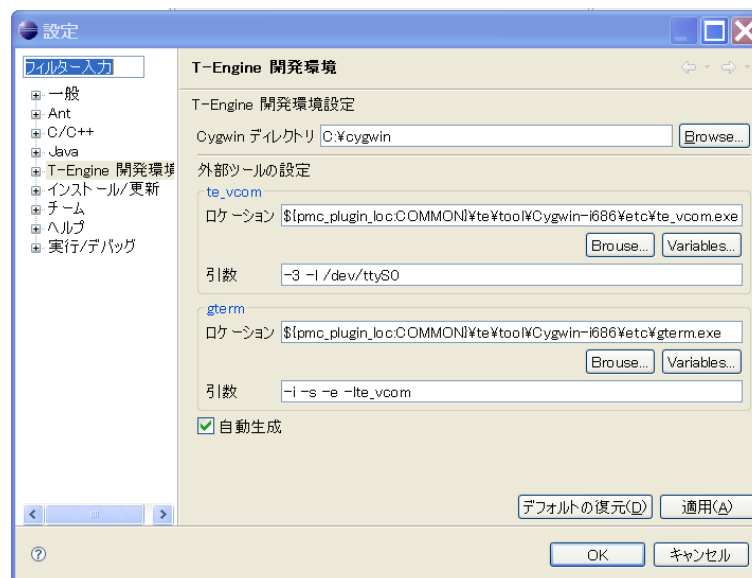 設定
フィルター入力
一般
Ant
C/C++
Java
T-Engine 開発環境
インストール/更新
チーム
ヘルプ
実行/デバッグ
T-Engine 開発環境
T-Engine 開発環境設定
Cygwin ディレクトリ C:¥cygwin Browse...
外部ツールの設定
te_vcom
ロケーション ${pmc_plugin_loc:COMMON}¥te¥tool¥Cygwin-i686¥etc¥te_vcom.exe
Brouse... Variables...
引数 -3 -l /dev/ttyS0
gterm
ロケーション ${pmc_plugin_loc:COMMON}¥te¥tool¥Cygwin-i686¥etc¥gterm.exe
Brouse... Variables...
引数 -i -s -e -lte_vcom
自動生成
デフォルトの復元(D) 適用(A)
? OK キャンセル